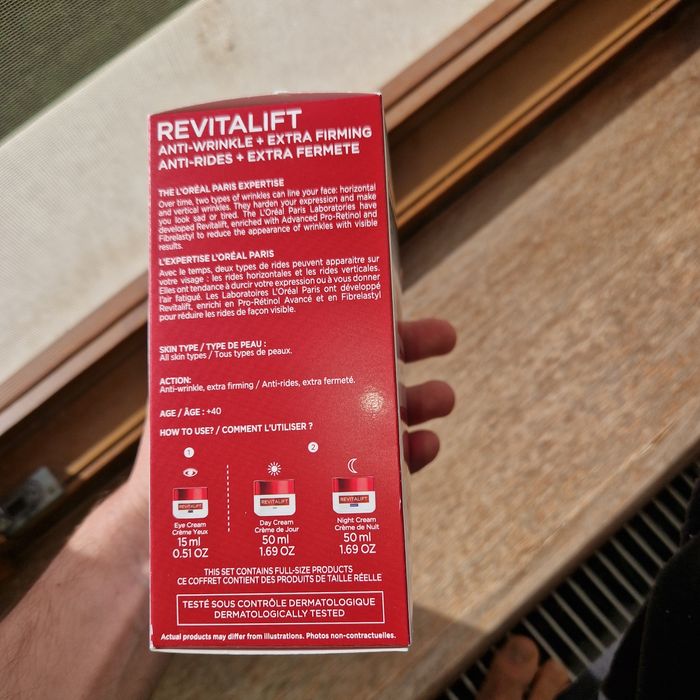 REVITALIFT
ANTI-WRINKLE + EXTRA FIRMING
ANTI-RIDES + EXTRA FERMETE
THE L'ORÉAL PARIS EXPERTISE
Over time, two types of wrinkles can line your face: horizontal
and vertical wrinkles. They harden your expression and make
you look sad or tired. The L'Oréal Paris Laboratories have
developed Revitalift, enriched with Advanced Pro-Retinol and
Fibrelastyl to reduce the appearance of wrinkles with visible
results.
L'EXPERTISE L'ORÉAL PARIS
Avec le temps, deux types de rides peuvent apparaitre sur
votre visage : les rides horizontales et les rides verticales.
Elles ont tendance à durcir votre expression ou à vous donner
l'air fatigué. Les Laboratoires L'Oréal Paris ont développé
Revitalift, enrichi en Pro-Rétinol Avancé et en Fibrelastyl
pour réduire les rides de façon visible.
SKIN TYPE / TYPE DE PEAU :
All skin types / Tous types de peaux.
ACTION:
Anti-wrinkle, extra firming / Anti-rides, extra fermeté.
AGE / ÂGE : +40
HOW TO USE? / COMMENT L'UTILISER ?
1 2
REVITALIFT REVITALIFT REVITALIFT
Eye Cream Day Cream Night Cream
Crème Yeux Crème de Jour Crème de Nuit
15 ml 50 ml 50 ml
0.51 OZ 1.69 OZ 1.69 OZ
THIS SET CONTAINS FULL-SIZE PRODUCTS
CE COFFRET CONTIENT DES PRODUITS DE TAILLE RÉELLE
TESTÉ SOUS CONTRÔLE DERMATOLOGIQUE
DERMATOLOGICALLY TESTED
Actual products may differ from illustrations. Photos non-contractuelles.